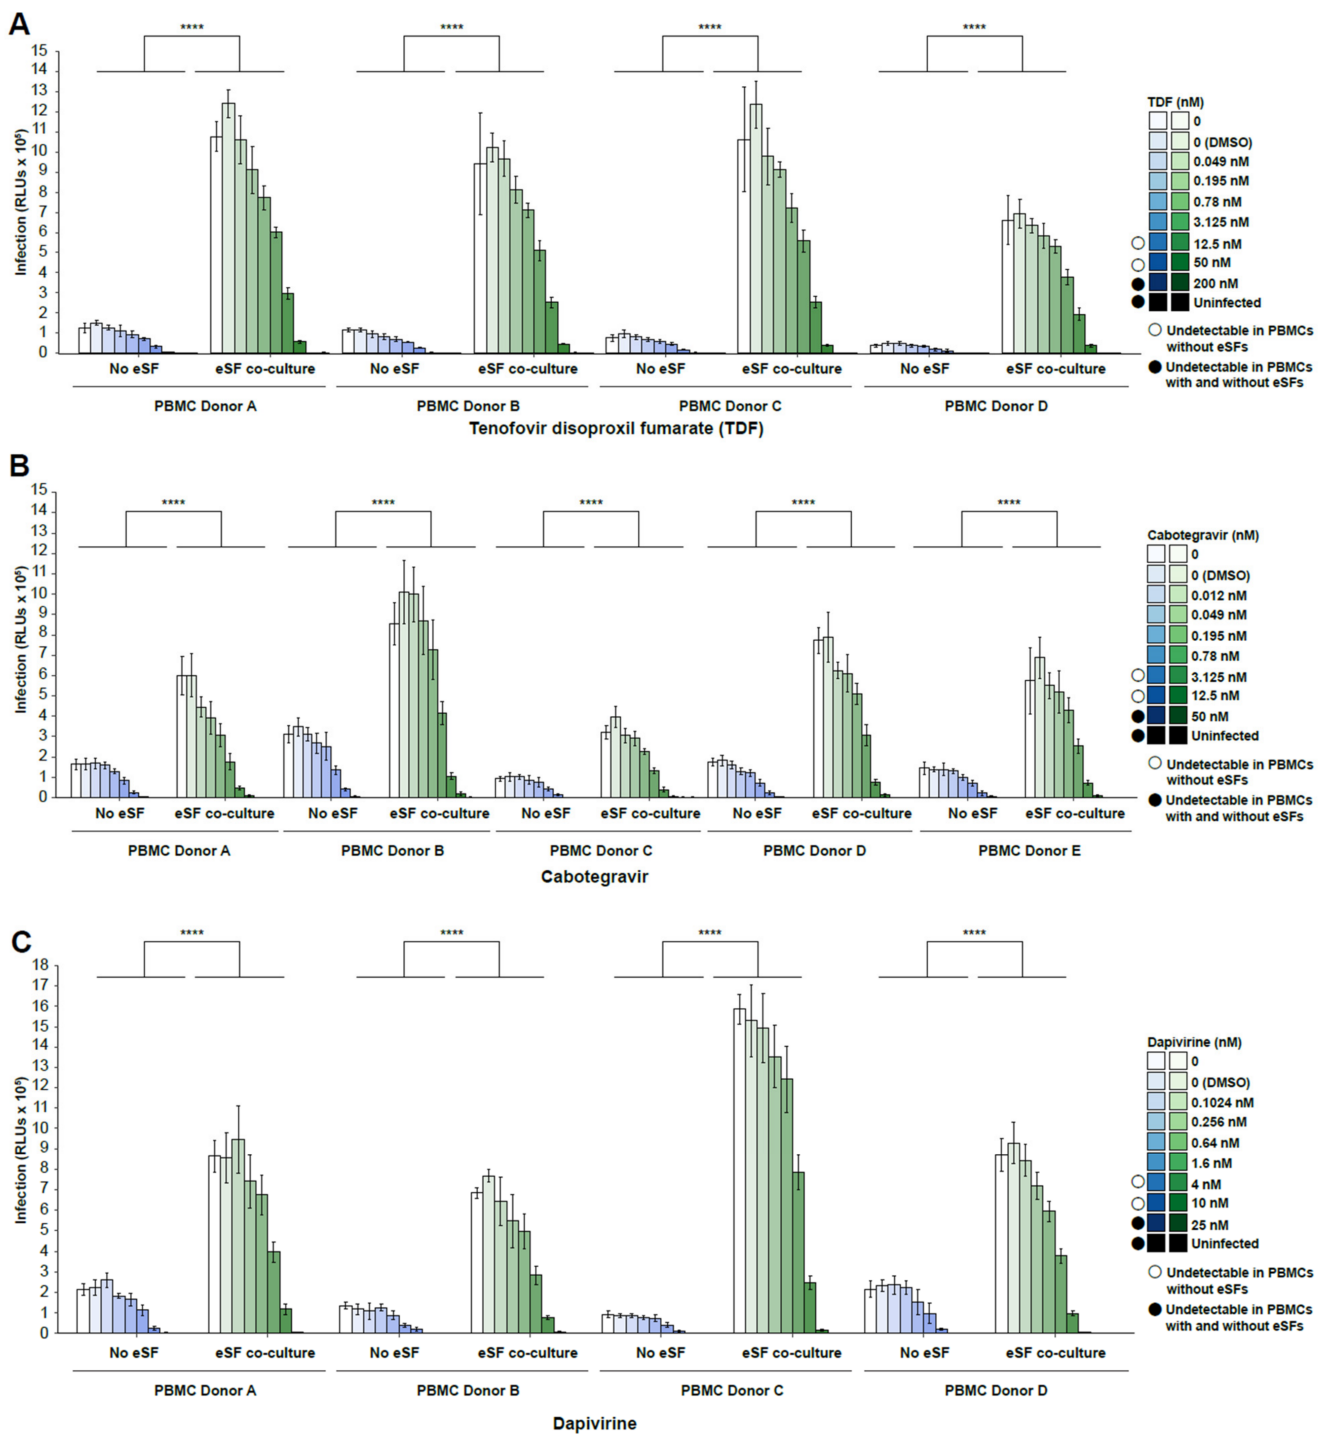 A
**** **** **** ****
15
14
13
12
11
10
9
8
7
6
5
4
3
2
1
0
Infection (RLUs x 10⁵)
No eSF eSF co-culture No eSF eSF co-culture No eSF eSF co-culture No eSF eSF co-culture
PBMC Donor A PBMC Donor B PBMC Donor C PBMC Donor D
Tenofovir disoproxil fumarate (TDF)
TDF (nM)
0
0 (DMSO)
0.049 nM
0.195 nM
0.78 nM
3.125 nM
12.5 nM
50 nM
200 nM
Uninfected
Undetectable in PBMCs
without eSFs
Undetectable in PBMCs
with and without eSFs
B
**** **** **** **** ****
15
14
13
12
11
10
9
8
7
6
5
4
3
2
1
0
Infection (RLUs x 10⁵)
No eSF eSF co-culture No eSF eSF co-culture No eSF eSF co-culture No eSF eSF co-culture No eSF eSF co-culture
PBMC Donor A PBMC Donor B PBMC Donor C PBMC Donor D PBMC Donor E
Cabotegravir
Cabotegravir (nM)
0
0 (DMSO)
0.012 nM
0.049 nM
0.195 nM
0.78 nM
3.125 nM
12.5 nM
50 nM
Uninfected
Undetectable in PBMCs
without eSFs
Undetectable in PBMCs
with and without eSFs
C
**** **** **** ****
18
17
16
15
14
13
12
11
10
9
8
7
6
5
4
3
2
1
0
Infection (RLUs x 10⁵)
No eSF eSF co-culture No eSF eSF co-culture No eSF eSF co-culture No eSF eSF co-culture
PBMC Donor A PBMC Donor B PBMC Donor C PBMC Donor D
Dapivirine
Dapivirine (nM)
0
0 (DMSO)
0.1024 nM
0.256 nM
0.64 nM
1.6 nM
4 nM
10 nM
25 nM
Uninfected
Undetectable in PBMCs
without eSFs
Undetectable in PBMCs
with and without eSFs